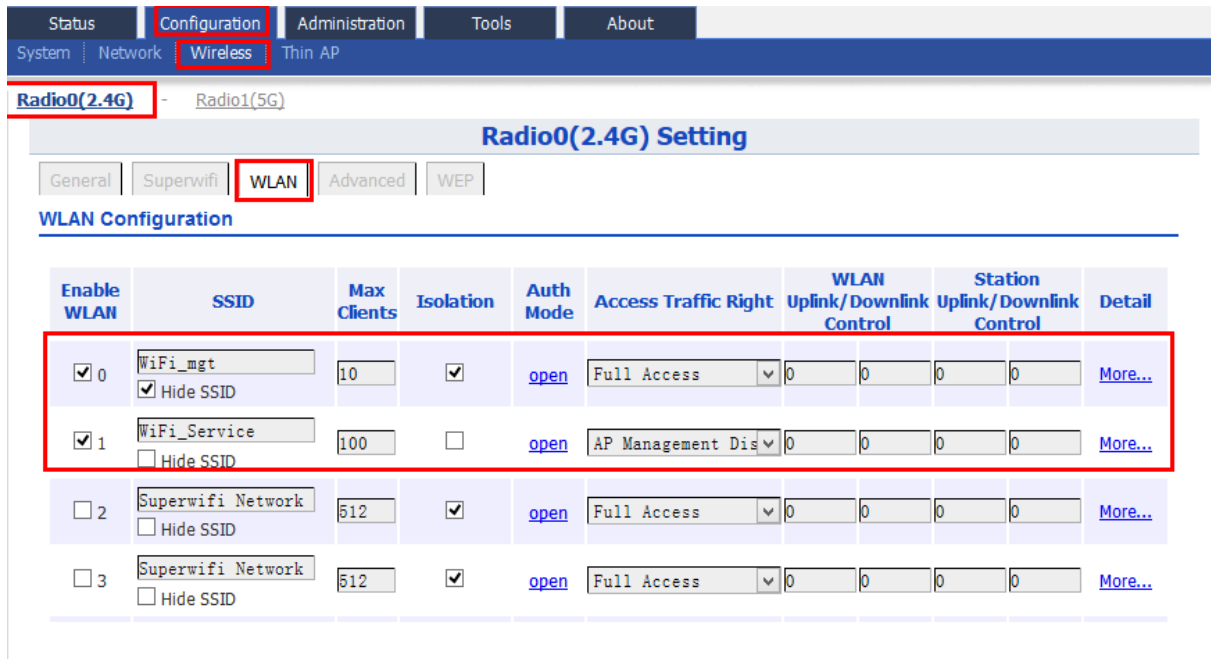 Status Configuration Administration Tools About
System Network Wireless Thin AP
Radio0(2.4G) - Radio1(5G)
Radio0(2.4G) Setting
General Superwifi WLAN Advanced WEP
WLAN Configuration
Enable WLAN SSID Max Clients Isolation Auth Mode Access Traffic Right WLAN Uplink/Downlink Control Station Uplink/Downlink Control Detail
0 WiFi_mgt 10 open Full Access 0 0 0 0 More...
Hide SSID
1 WiFi_Service 100 open AP Management Dis 0 0 0 0 More...
Hide SSID
2 Superwifi Network 512 open Full Access 0 0 0 0 More...
Hide SSID
3 Superwifi Network 512 open Full Access 0 0 0 0 More...
Hide SSID